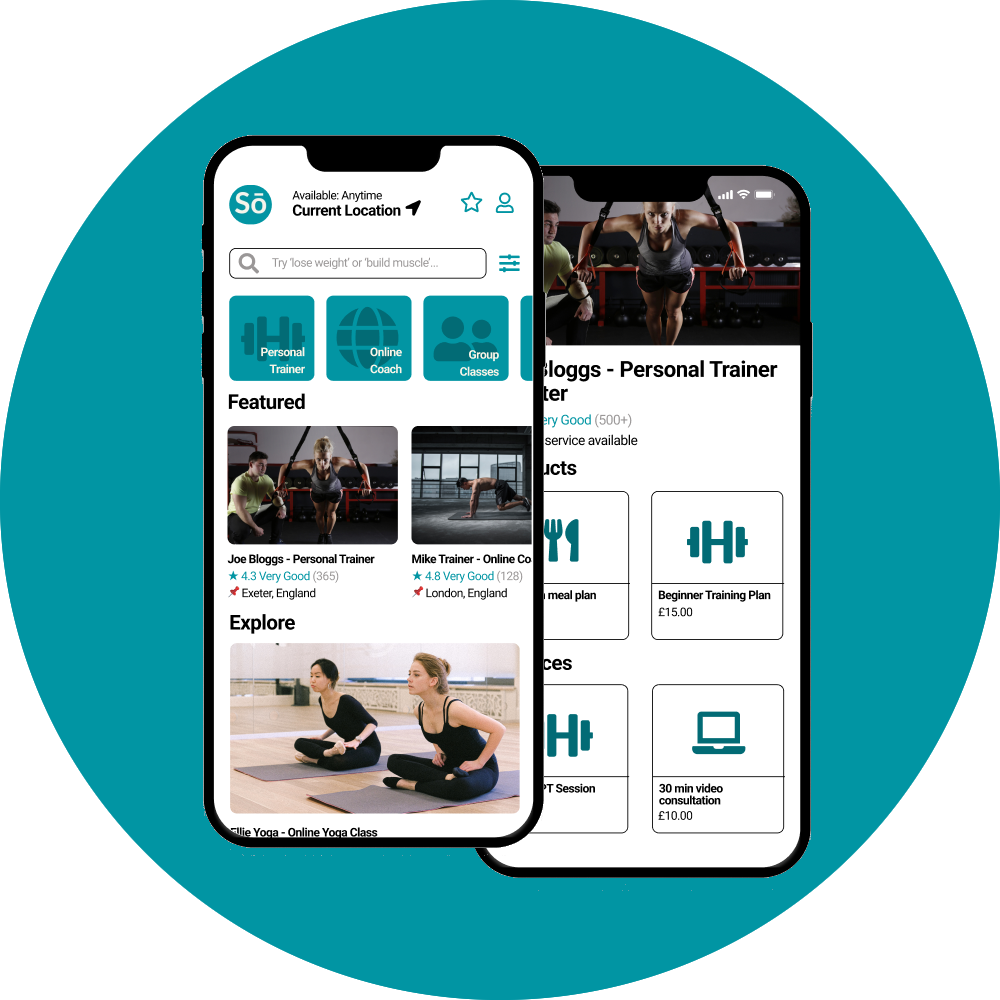 Sō
Available: Anytime
Current Location
Try 'lose weight' or 'build muscle'...
Personal
Trainer
Online
Coach
Group
Classes
Featured
Joe Bloggs - Personal Trainer
4.3 Very Good (365)
Exeter, England
Mike Trainer - Online Co
4.8 Very Good (128)
London, England
Explore
Ellie Yoga - Online Yoga Class
Bloggs - Personal Trainer
ter
ery Good (500+)
service available
ucts
meal plan
Beginner Training Plan
£15.00
ces
PT Session
30 min video
consultation
£10.00